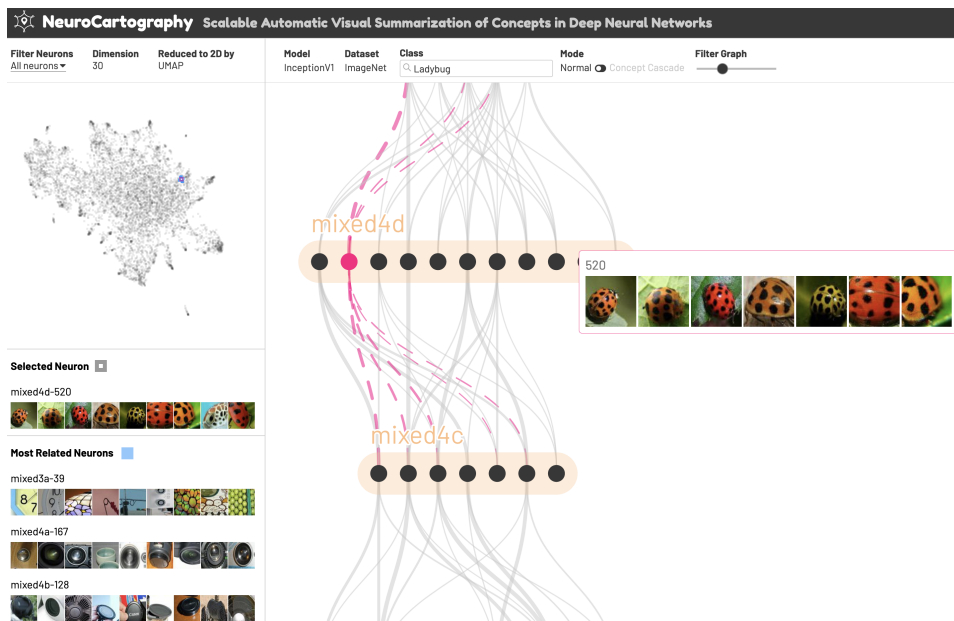 NeuroCartography Scalable Automatic Visual Summarization of Concepts in Deep Neural Networks
Filter Neurons Dimension Reduced to 2D by
All neurons 30 UMAP
Model Dataset Class Mode Filter Graph
InceptionV1 ImageNet Ladybug Normal Concept Cascade
mixed4d
520
Selected Neuron
mixed4d-520
mixed4c
Most Related Neurons
mixed3a-39
8
7
mixed4a-167
mixed4b-128